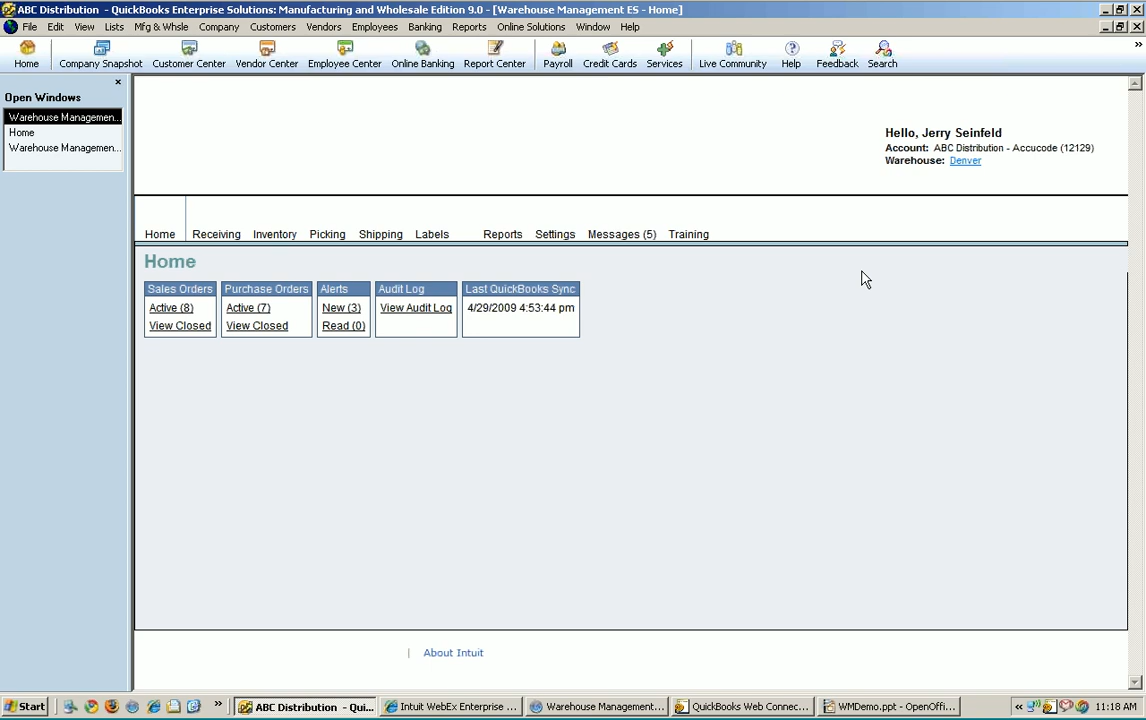 ABC Distribution - QuickBooks Enterprise Solutions: Manufacturing and Wholesale Edition 9.0 - [Warehouse Management ES - Home]
File Edit View Lists Mfg & Whsle Company Customers Vendors Employees Banking Reports Online Solutions Window Help
Home Company Snapshot Customer Center Vendor Center Employee Center Online Banking Report Center Payroll Credit Cards Services Live Community Help Feedback Search
Open Windows
Warehouse Managemen...
Home
Warehouse Managemen...
Hello, Jerry Seinfeld
Account: ABC Distribution - Accucode (12129)
Warehouse: Denver
Home Receiving Inventory Picking Shipping Labels Reports Settings Messages (5) Training
Home
Sales Orders Purchase Orders Alerts Audit Log Last QuickBooks Sync
Active (8) Active (7) New (3) View Audit Log 4/29/2009 4:53:44 pm
View Closed View Closed Read (0)
| About Intuit
Start ABC Distribution - Qui... Intuit WebEx Enterprise ... Warehouse Management... QuickBooks Web Connec... WMDemo.ppt - OpenOffi... 11:18 AM